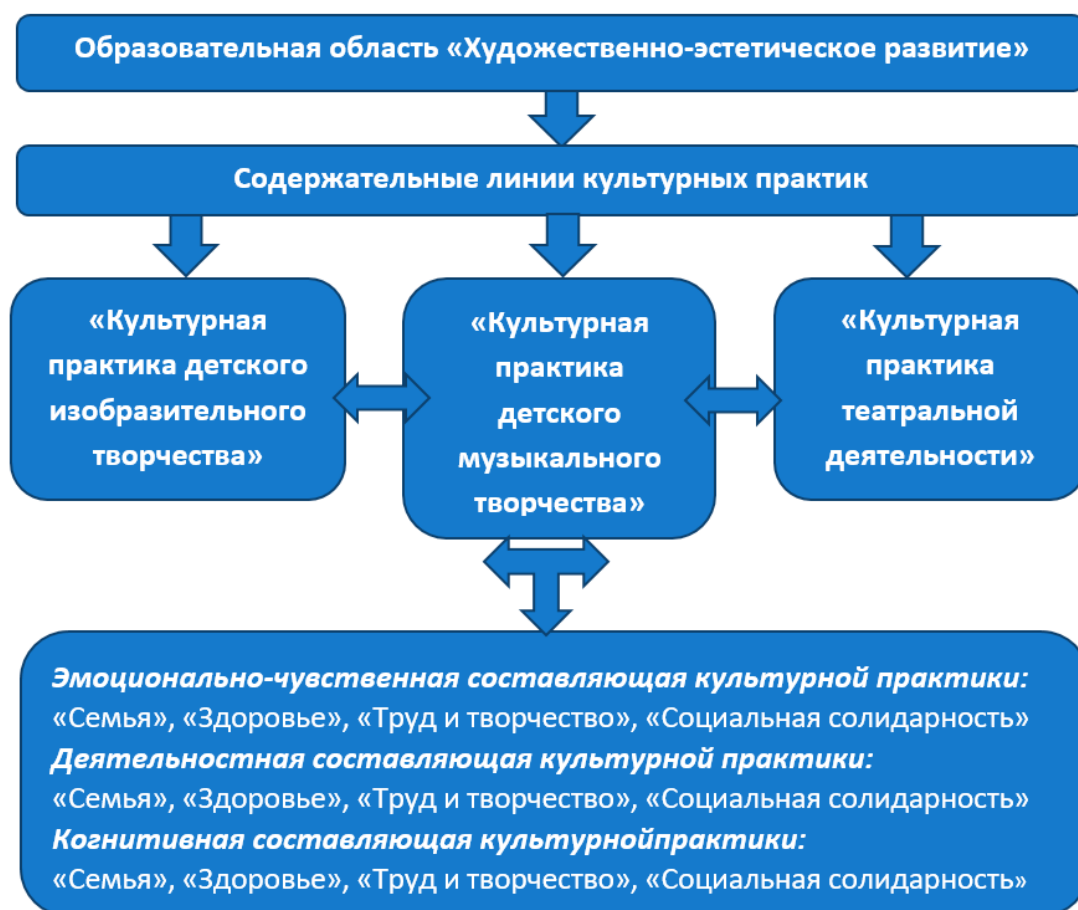 Образовательная область «Художественно-эстетическое развитие»
Содержательные линии культурных практик
«Культурная
практика детского
изобразительного
творчества»
«Культурная
практика
детского
музыкального
творчества»
«Культурная
практика
театральной
деятельности»
Эмоционально-чувственная составляющая культурной практики:
«Семья», «Здоровье», «Труд и творчество», «Социальная солидарность»
Деятельностная составляющая культурной практики:
«Семья», «Здоровье», «Труд и творчество», «Социальная солидарность»
Когнитивная составляющая культурнойпрактики:
«Семья», «Здоровье», «Труд и творчество», «Социальная солидарность»